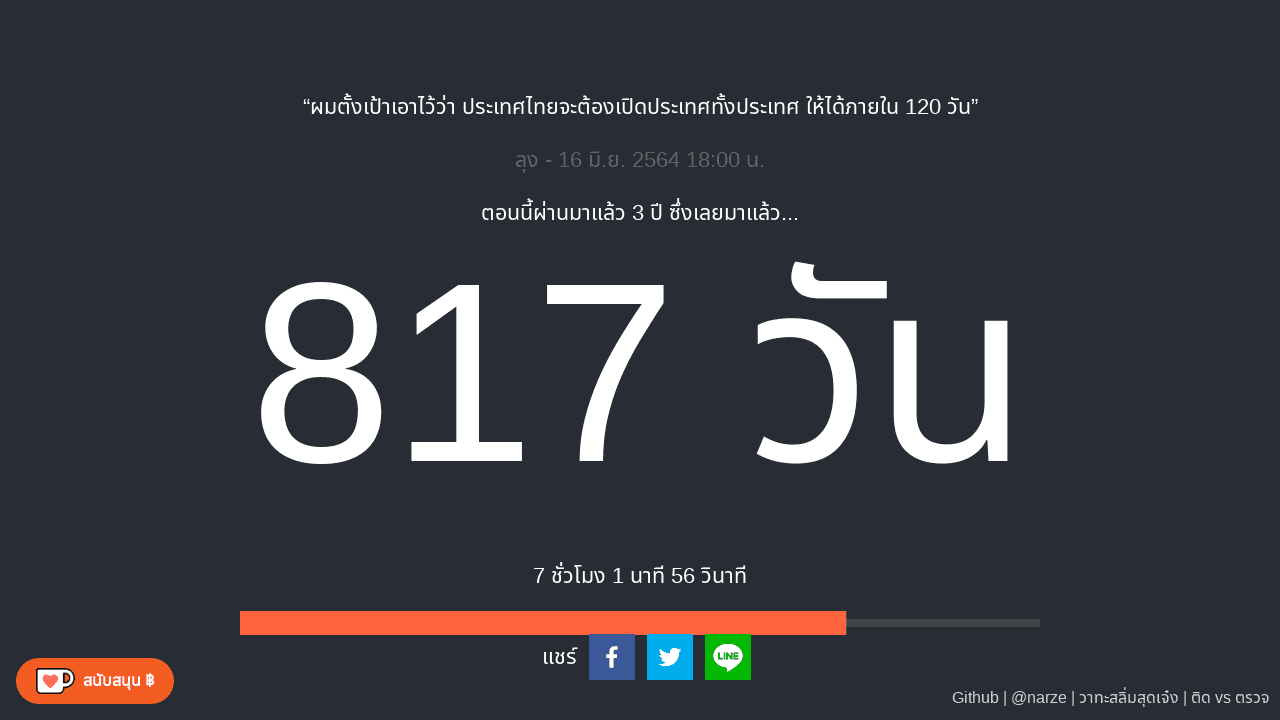 “ผมตั้งเป้าเอาไว้ว่า ประเทศไทยจะต้องเปิดประเทศทั้งประเทศ ให้ได้ภายใน 120 วัน”
ลุง - 16 มิ.ย. 2564 18:00 น.
ตอนนี้ผ่านมาแล้ว 3 ปี ซึ่งเลยมาแล้ว...
817 วัน
7 ชั่วโมง 1 นาที 56 วินาที
แชร์
LINE
สนับสนุน ฿
Github | @narze | วาทะสลิ่มสุดเจ๋ง | ติด vs ตรวจ